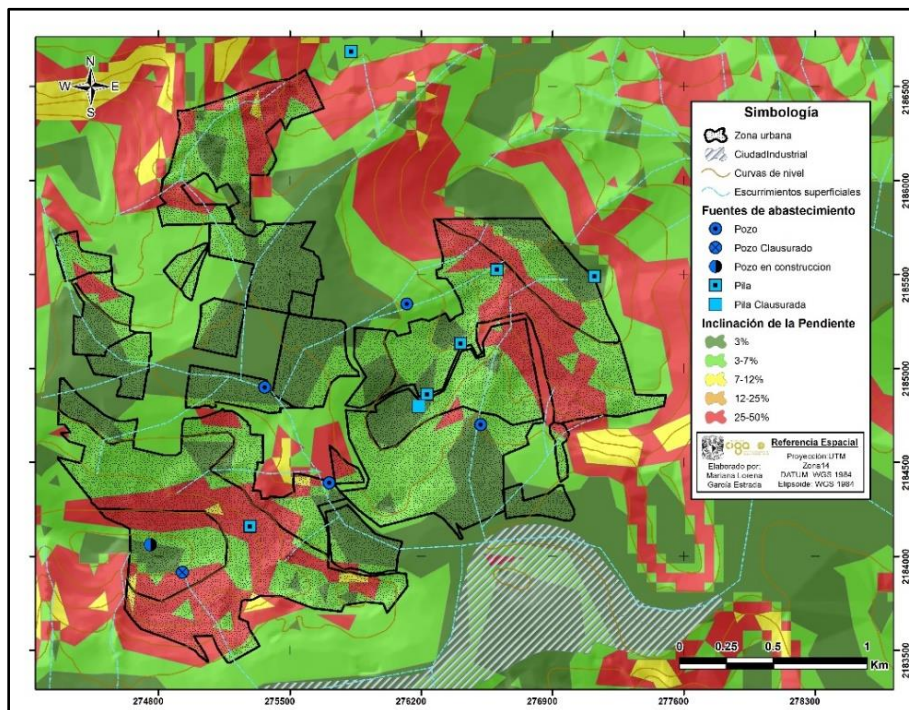 N
W E
S
Simbología
Zona urbana
CiudadIndustrial
Curvas de nivel
Escurrimientos superficiales
Fuentes de abastecimiento
Pozo
Pozo Clausurado
Pozo en construccion
Pila
Pila Clausurada
Inclinación de la Pendiente
3%
3-7%
7-12%
12-25%
25-50%
ciga
Elaborado por:
Mariana Lorena
García Estrada
Referencia Espacial
Proyección:UTM
Zona14
DATUM: WGS 1984
Elipsoide: WGS 1984
0 0.25 0.5 1
Km
2186500
2186000
2185500
2185000
2184500
2184000
2183500
274800 275500 276200 276900 277600 278300